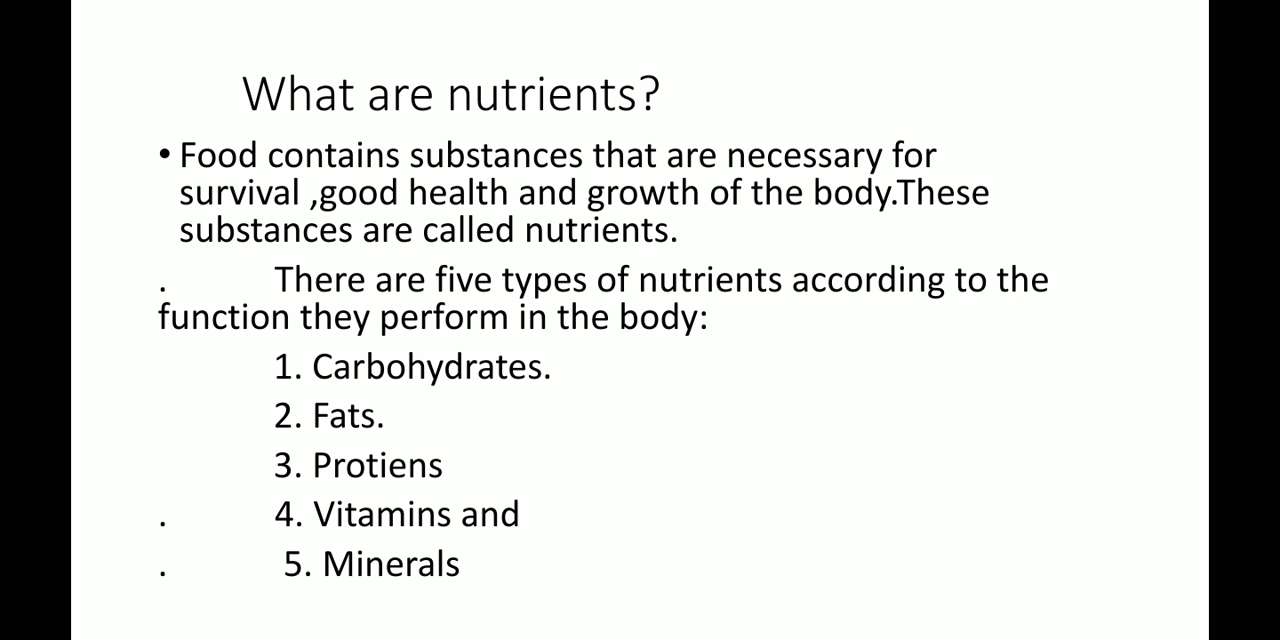 What are nutrients?
• Food contains substances that are necessary for
survival ,good health and growth of the body.These
substances are called nutrients.
. There are five types of nutrients according to the
function they perform in the body:
1. Carbohydrates.
2. Fats.
3. Protiens
. 4. Vitamins and
. 5. Minerals